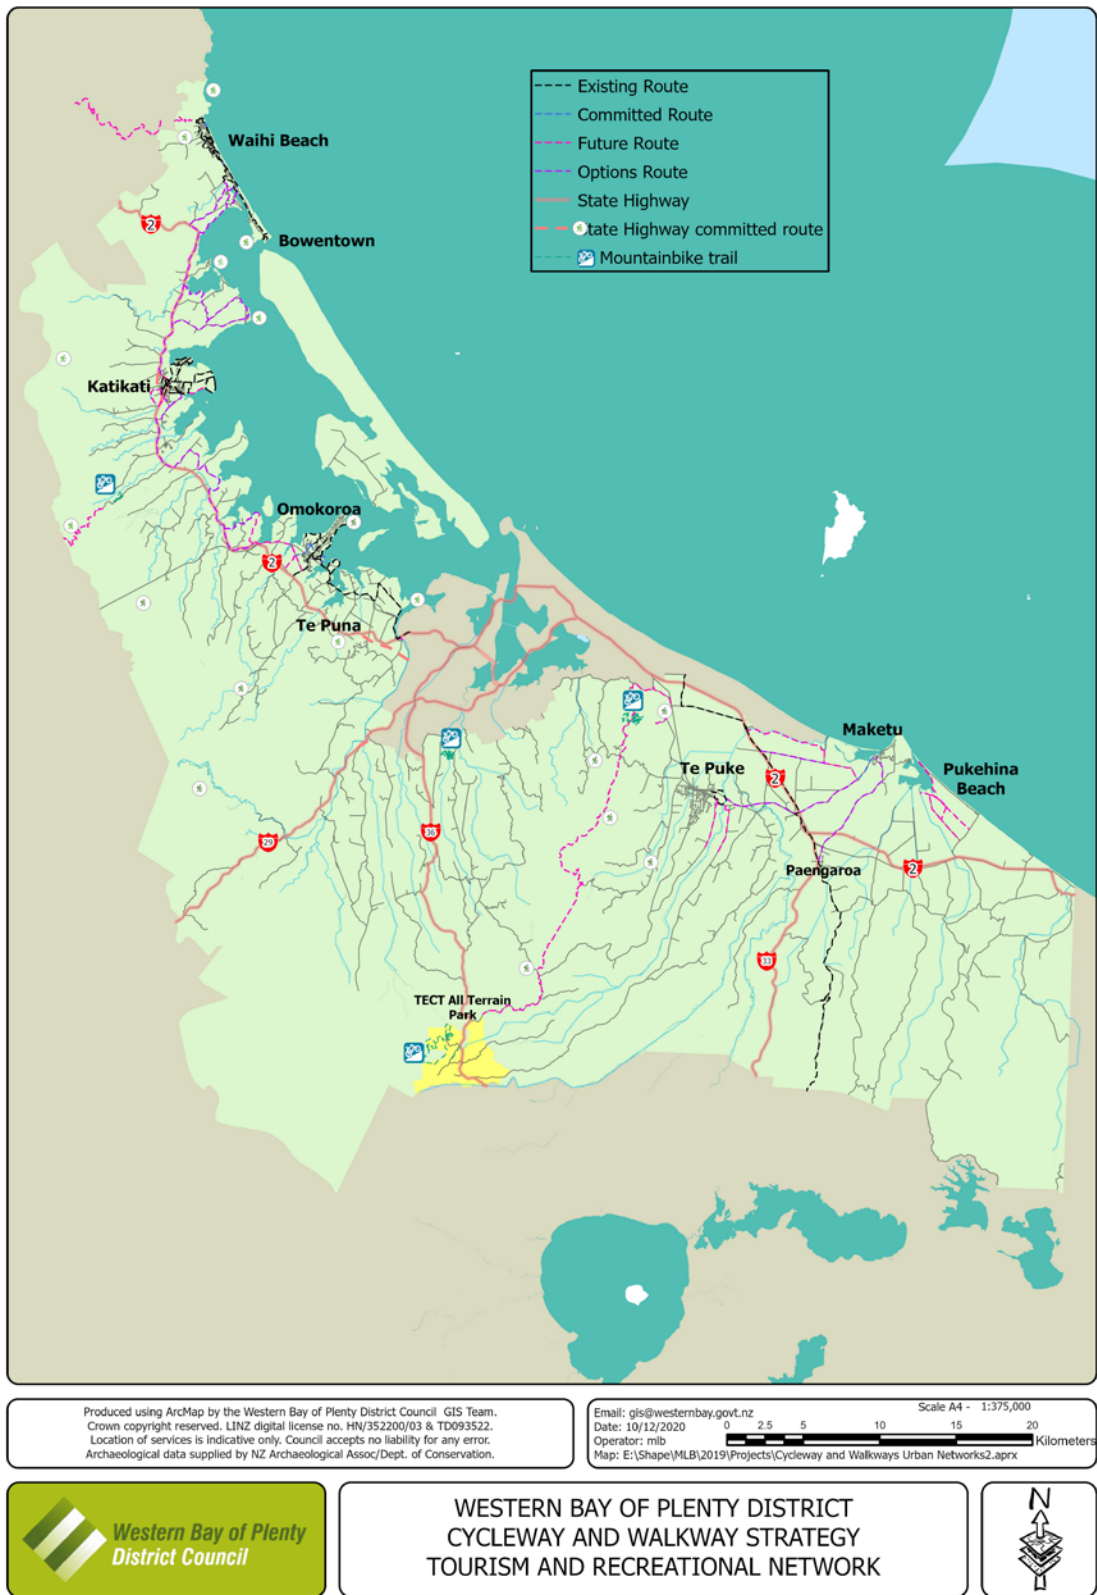 Existing Route
Committed Route
Future Route
Options Route
State Highway
State Highway committed route
Mountainbike trail
Waihi Beach
2
Bowentown
Katikati
Omokoroa
2
Te Puna
Maketu
Te Puke
2
Pukehina
Beach
36
29
Paengaroa
2
33
TECT All Terrain
Park
Produced using ArcMap by the Western Bay of Plenty District Council GIS Team.
Crown copyright reserved. LINZ digital license no. HN/352200/03 & TD093522.
Location of services is indicative only. Council accepts no liability for any error.
Archaeological data supplied by NZ Archaeological Assoc/Dept. of Conservation.
Email: gis@westernbay.govt.nz
Scale A4 - 1:375,000
Date: 10/12/2020
0 2.5 5 10 15 20
Operator: mlb
Kilometers
Map: E:\Shape\MLB\2019\Projects\Cycleway and Walkways Urban Networks2.aprx
Western Bay of Plenty
District Council
WESTERN BAY OF PLENTY DISTRICT
CYCLEWAY AND WALKWAY STRATEGY
TOURISM AND RECREATIONAL NETWORK
N